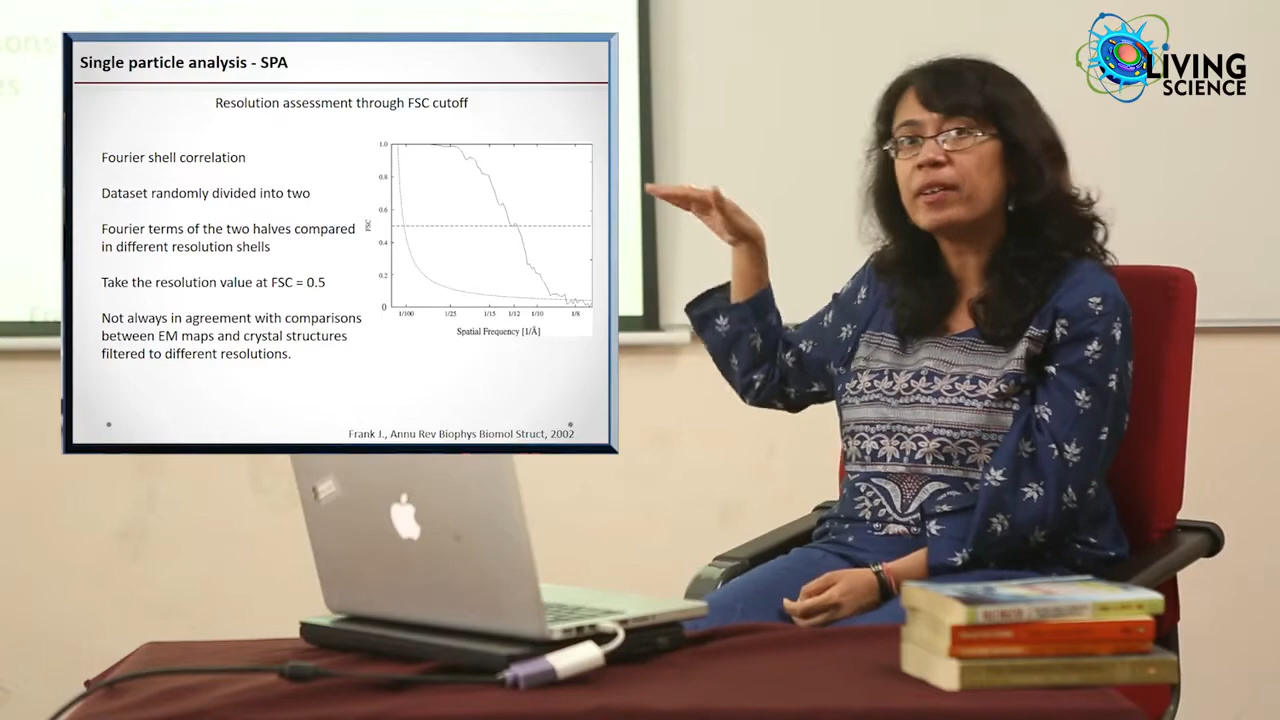 Single particle analysis - SPA
Resolution assessment through FSC cutoff
Fourier shell correlation
Dataset randomly divided into two
Fourier terms of the two halves compared
in different resolution shells
Take the resolution value at FSC = 0.5
Not always in agreement with comparisons
between EM maps and crystal structures
filtered to different resolutions.
1.0
0.8
0.6
0.4
0.2
0
FSC
1/100
1/25
1/15
1/12
1/10
1/8
Spatial Frequency [1/Å]
Frank J., Annu Rev Biophys Biomol Struct, 2002
LIVING
SCIENCE